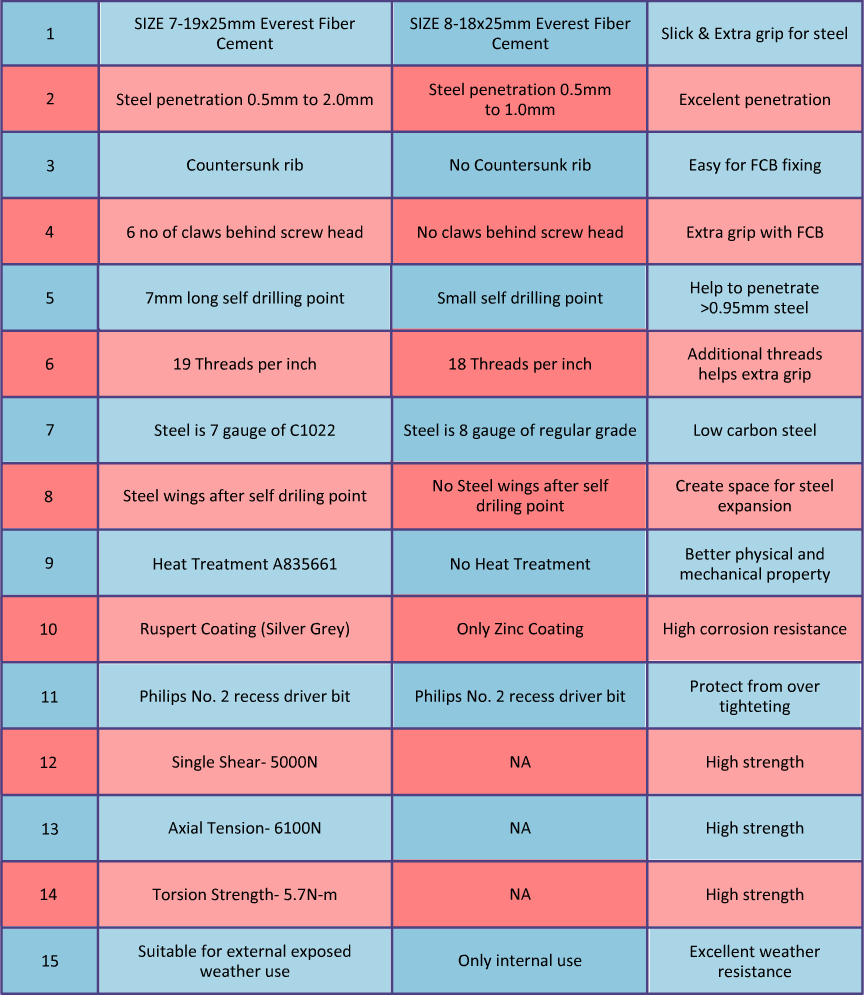 1
SIZE 7-19x25mm Everest Fiber
Cement
SIZE 8-18x25mm Everest Fiber
Cement
Slick & Extra grip for steel
2
Steel penetration 0.5mm to 2.0mm
Steel penetration 0.5mm
to 1.0mm
Excelent penetration
3
Countersunk rib
No Countersunk rib
Easy for FCB fixing
4
6 no of claws behind screw head
No claws behind screw head
Extra grip with FCB
5
7mm long self drilling point
Small self drilling point
Help to penetrate
>0.95mm steel
6
19 Threads per inch
18 Threads per inch
Additional threads
helps extra grip
7
Steel is 7 gauge of C1022
Steel is 8 gauge of regular grade
Low carbon steel
8
Steel wings after self driling point
No Steel wings after self
driling point
Create space for steel
expansion
9
Heat Treatment A835661
No Heat Treatment
Better physical and
mechanical property
10
Ruspert Coating (Silver Grey)
Only Zinc Coating
High corrosion resistance
11
Philips No. 2 recess driver bit
Philips No. 2 recess driver bit
Protect from over
tighteting
12
Single Shear- 5000N
NA
High strength
13
Axial Tension- 6100N
NA
High strength
14
Torsion Strength- 5.7N-m
NA
High strength
15
Suitable for external exposed
weather use
Only internal use
Excellent weather
resistance